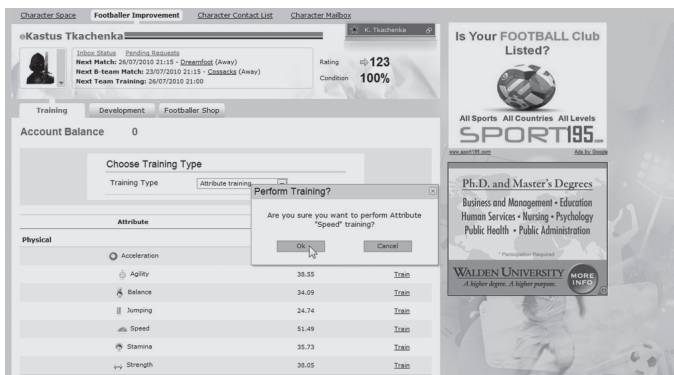 Character Space Footballer Improvement Character Contact List Character Mailbox
Kastus Tkachenka
K. Tkachenka
Inbox Status Pending Requests
Next Match: 26/07/2010 21:15 - Dreamfoot (Away)
Next B-team Match: 23/07/2010 21:15 - Cossacks (Away)
Next Team Training: 26/07/2010 21:00
Rating 123
Condition 100%
Training Development Footballer Shop
Account Balance 0
Choose Training Type
Training Type Attribute training
Perform Training?
Are you sure you want to perform Attribute
"Speed" training?
Ok Cancel
Attribute
Physical
Acceleration
Agility 38.55 Train
Balance 34.09 Train
Jumping 24.74 Train
Speed 51.49 Train
Stamina 35.73 Train
Strength 38.05 Train
Is Your FOOTBALL Club
Listed?
All Sports All Countries All Levels
SPORT195.com
www.sport195.com Ads by Google
Ph.D. and Master's Degrees
Business and Management • Education
Human Services • Nursing • Psychology
Public Health • Public Administration
* Participation Required
WALDEN UNIVERSITY
A higher degree. A higher purpose.
MORE
INFO